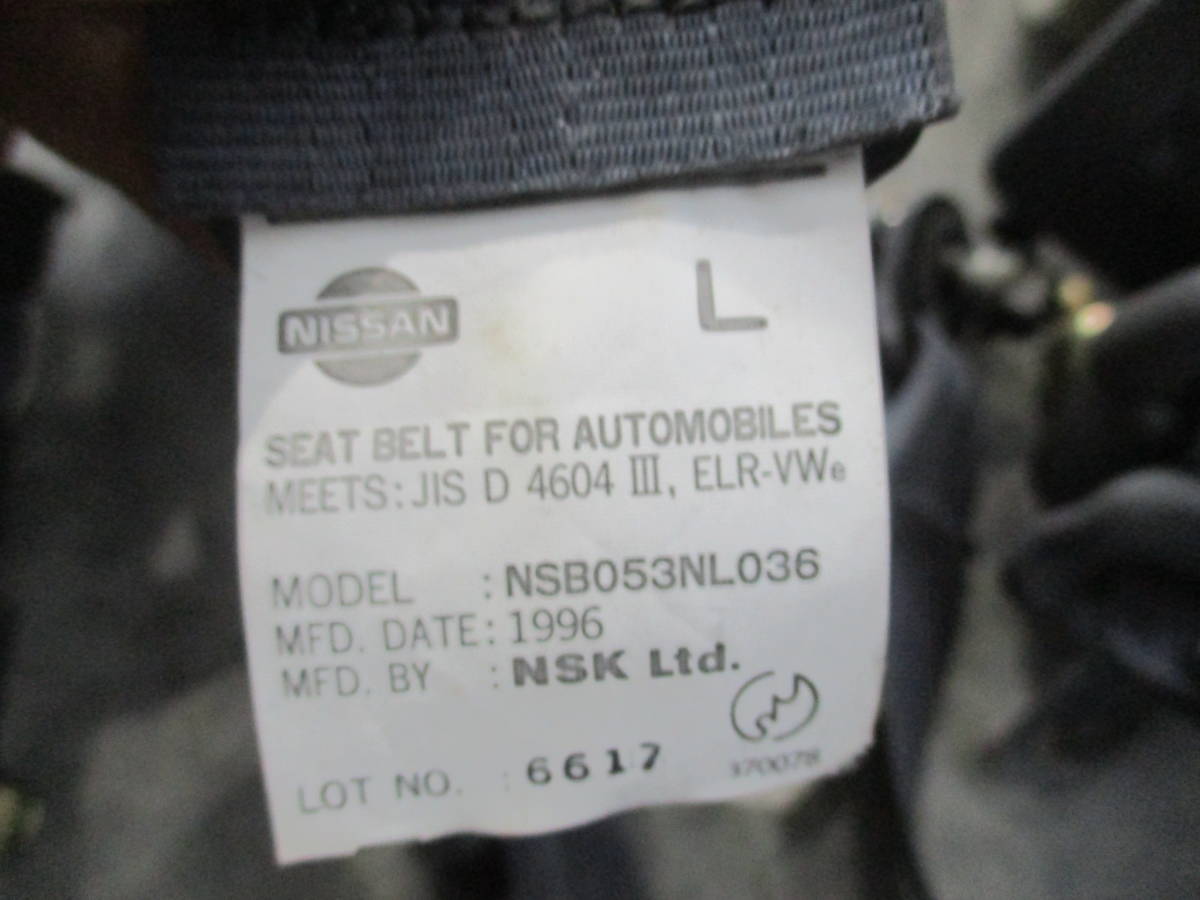 NISSAN
L
SEAT BELT FOR AUTOMOBILES
MEETS: JIS D 4604 III, ELR-VWe
MODEL : NSB053NL036
MFD. DATE: 1996
MFD. BY : NSK Ltd.
LOT NO. : 6617
370078